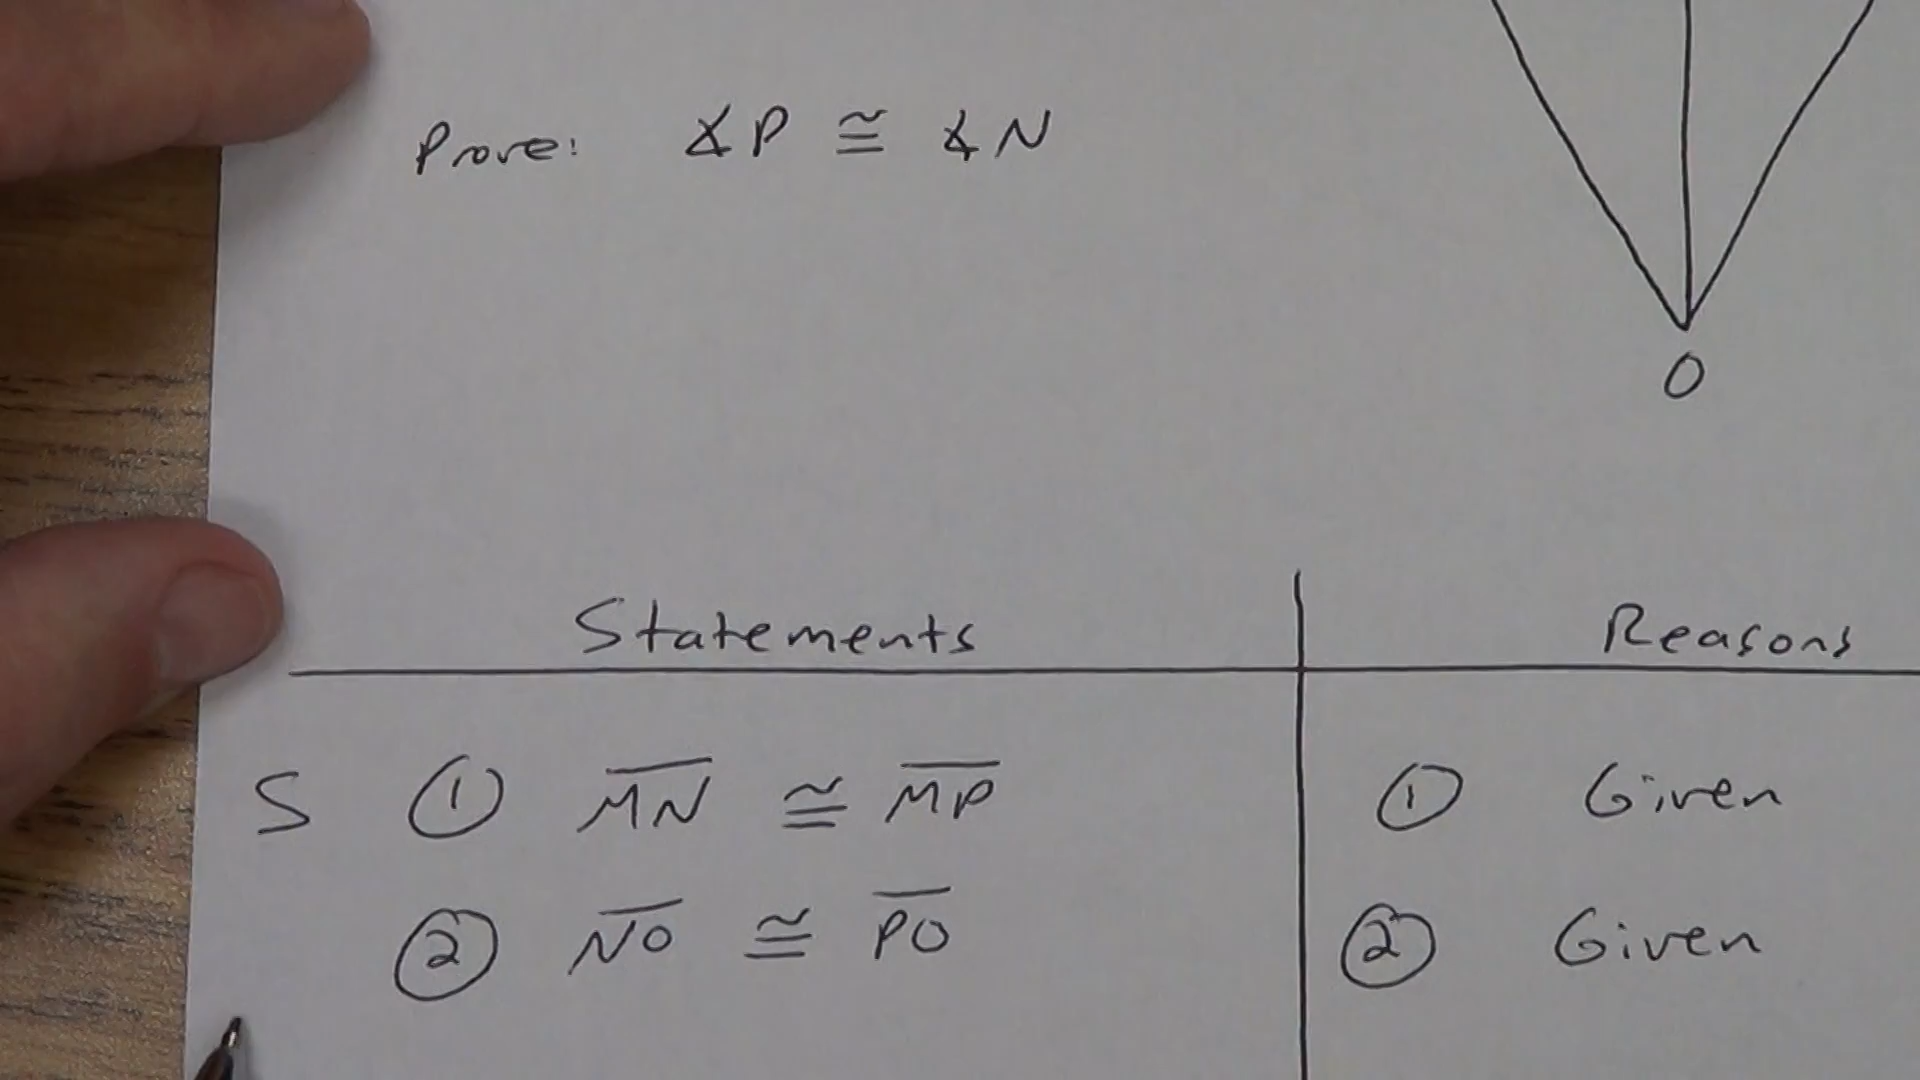 Prove: ∡P ≅ ∡N
O
Statements
Reasons
S ① M̅N̅ ≅ M̅P̅
① Given
② N̅O̅ ≅ P̅O̅
② Given